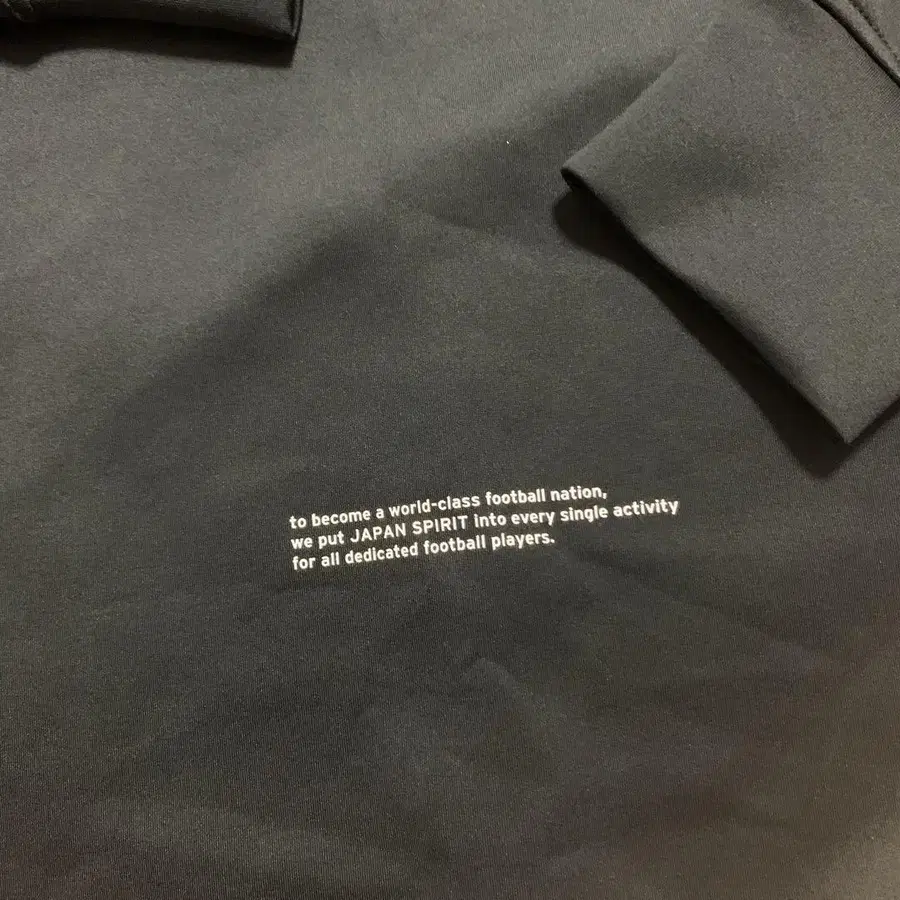 to become a world-class football nation,
we put JAPAN SPIRIT into every single activity
for all dedicated football players.